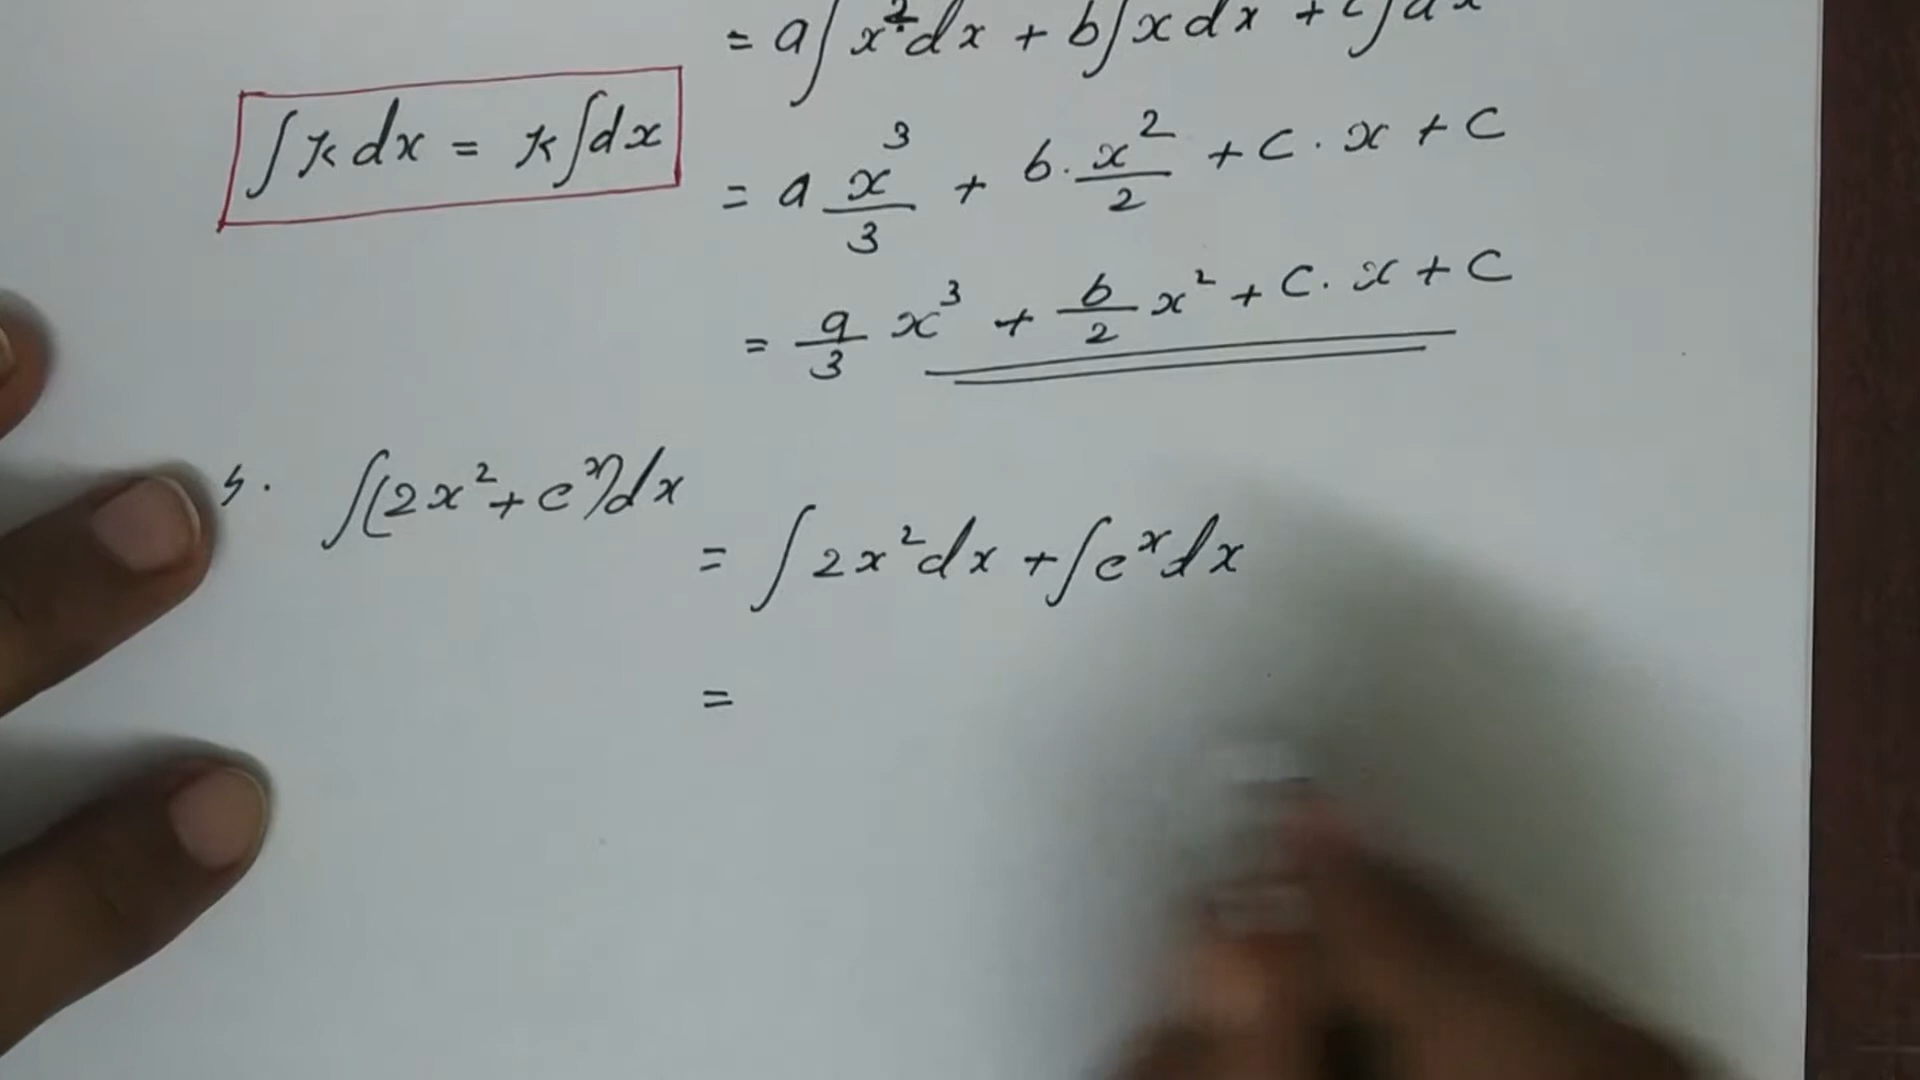 = a∫x²dx + b∫x dx + c∫dx
∫k dx = k∫dx
= a x³/3 + b. x²/2 + c . x + C
= a/3 x³ + b/2 x² + c . x + C
5. ∫(2x² + eˣ)dx
= ∫2x²dx + ∫eˣdx
=